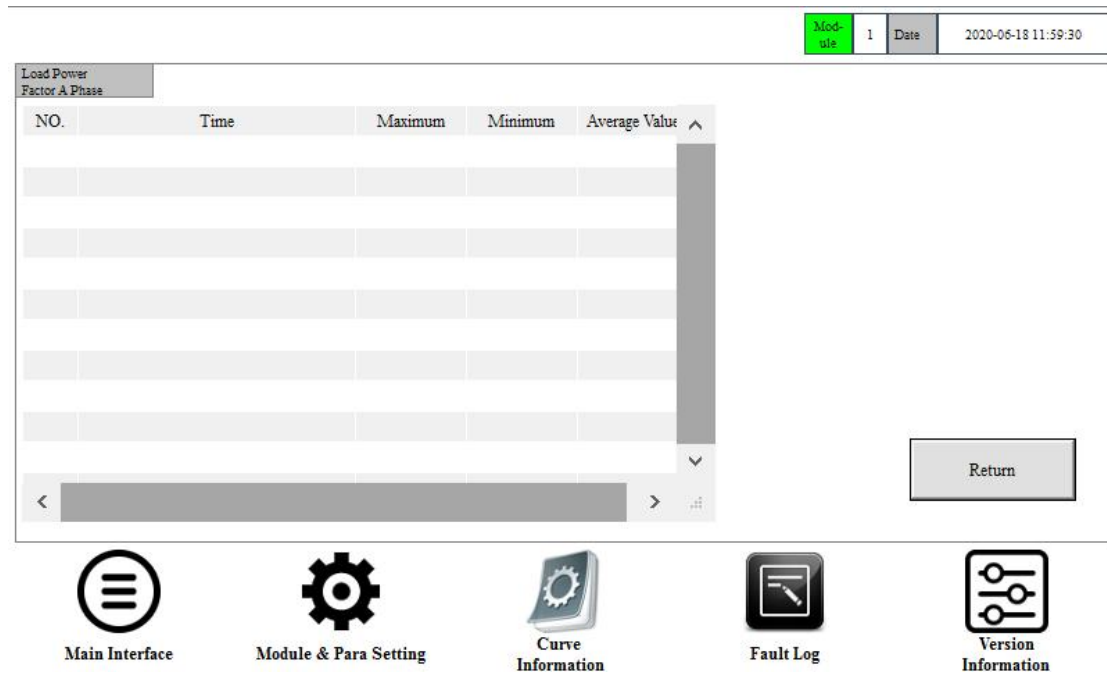 Mod-
ule
1
Date
2020-06-18 11:59:30
Load Power
Factor A Phase
NO.
Time
Maximum
Minimum
Average Value
Return
Main Interface
Module & Para Setting
Curve
Information
Fault Log
Version
Information